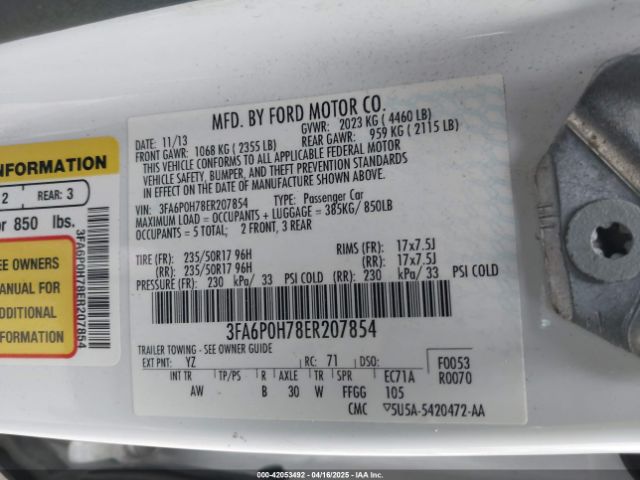 MFD. BY FORD MOTOR CO.
DATE: 11/13 GVWR: 2023 KG ( 4460 LB)
FRONT GAWR: 1068 KG ( 2355 LB) REAR GAWR: 959 KG ( 2115 LB)
THIS VEHICLE CONFORMS TO ALL APPLICABLE FEDERAL MOTOR
VEHICLE SAFETY, BUMPER, AND THEFT PREVENTION STANDARDS
IN EFFECT ON THE DATE OF MANUFACTURE SHOWN ABOVE.
VIN: 3FA6P0H78ER207854 TYPE: Passenger Car
MAXIMUM LOAD = OCCUPANTS + LUGGAGE = 385KG/ 850LB
OCCUPANTS = 5 TOTAL; 2 FRONT, 3 REAR
TIRE (FR): 235/50R17 96H RIMS (FR): 17x7.5J
(RR): 235/50R17 96H (RR): 17x7.5J
PRESSURE (FR): 230 kPa/ 33 PSI COLD (RR): 230 kPa/ 33 PSI COLD
3FA6P0H78ER207854
TRAILER TOWING - SEE OWNER GUIDE
EXT PNT: YZ RC: 71 DSO: F0053
INT TR TP/PS R AXLE TR SPR EC71A R0070
AW B 30 W FFGG 105
CMC 5U5A-5420472-AA
INFORMATION
2 REAR: 3
or 850 lbs.
EE OWNERS
MANUAL FOR
ADDITIONAL
INFORMATION
3FA6P0H78ER207854
000-42053492 - 04/16/2025 - IAAI.COM